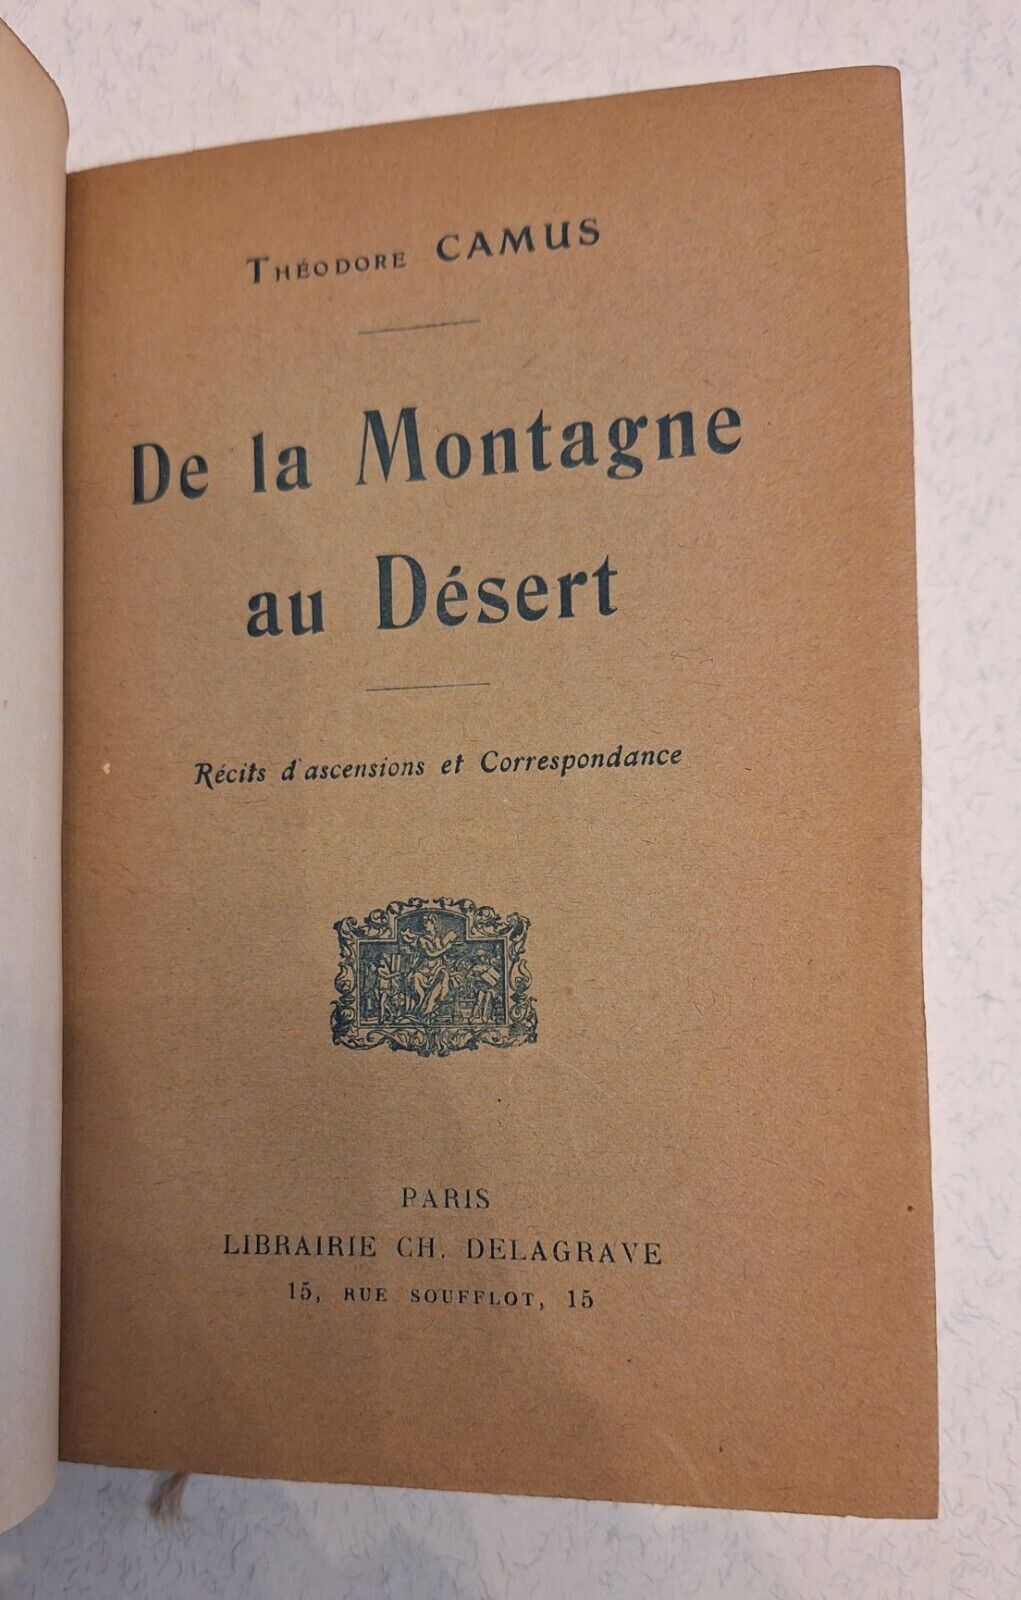 THÉODORE CAMUS
De la Montagne
au Désert
Récits d'ascensions et Correspondance
PARIS
LIBRAIRIE CH. DELAGRAVE
15, RUE SOUFFLOT, 15